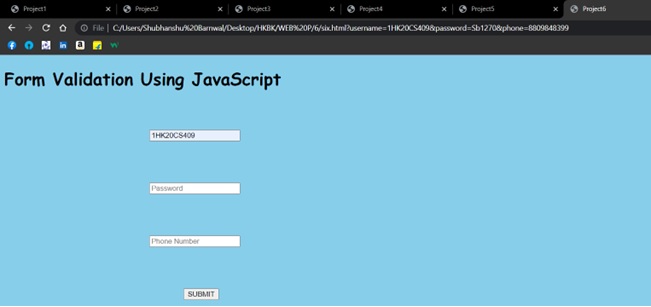 Project1 Project2 Project3 Project4 Project5 Project6
File C:/Users/Shubhanshu%20Barnwal/Desktop/HKBK/WEB%20P/6/six.html?username=1HK20CS409&password=Sb1270&phone=8809848399
Form Validation Using JavaScript
1HK20CS409
Password
Phone Number
SUBMIT